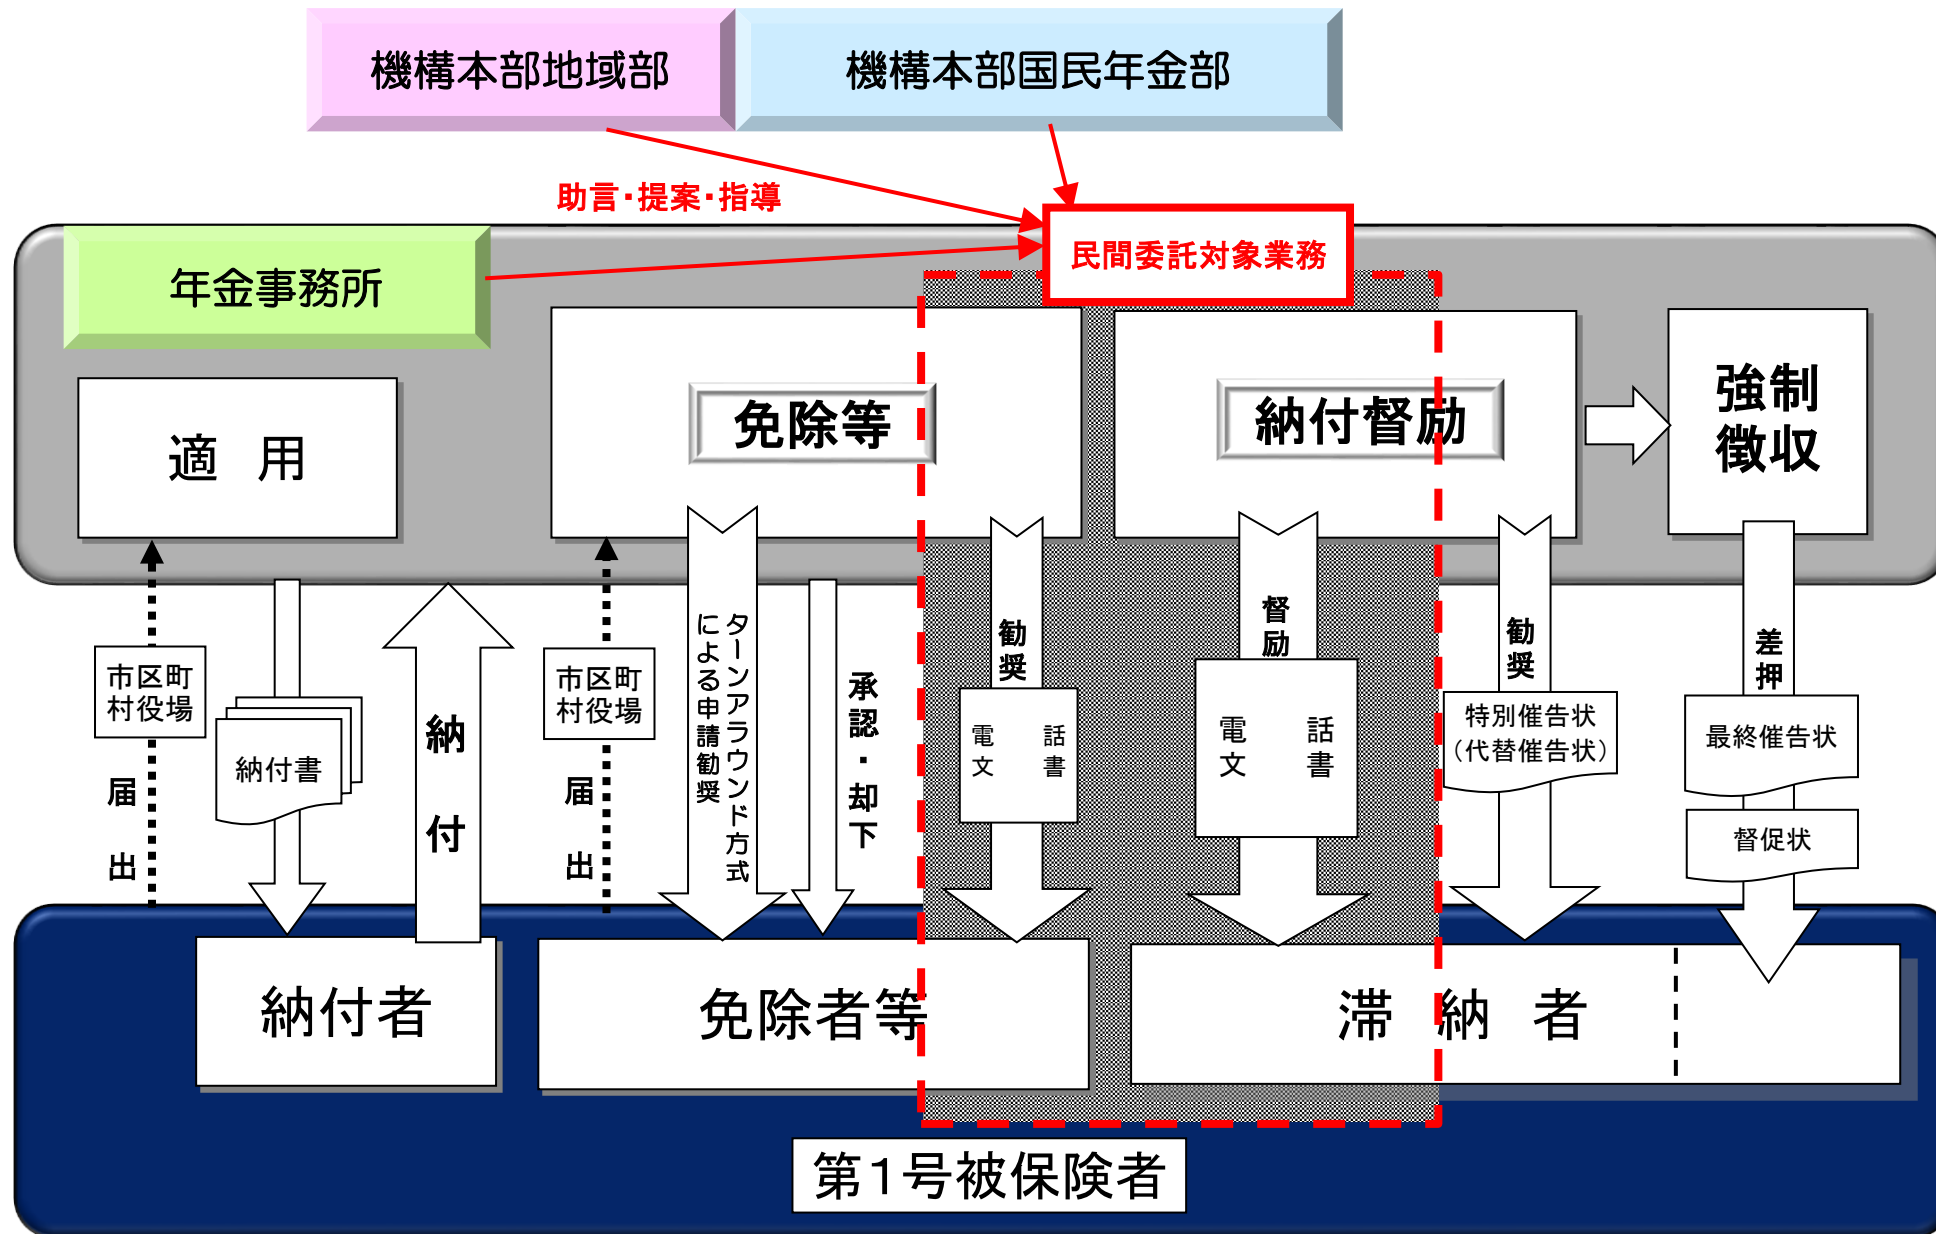 機構本部地域部
機構本部国民年金部
助言・提案・指導
民間委託対象業務
年金事務所
適　用
免除等
納付督励
強制
徴収
市区町
村役場
届　出
納付書
納　付
市区町
村役場
届　出
ターンアラウンド方式
による申請勧奨
承認・却下
勧奨
電　話
文　書
督励
電　話
文　書
勧奨
特別催告状
（代替催告状）
差押
最終催告状
督促状
納付者
免除者等
滞　納　者
第１号被保険者